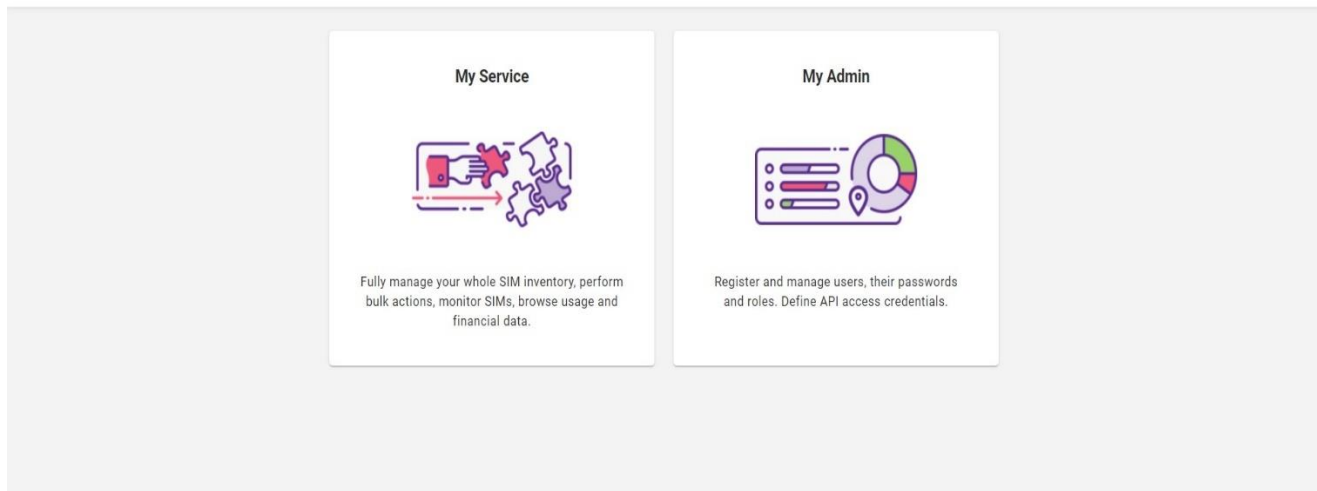 My Service
Fully manage your whole SIM inventory, perform
bulk actions, monitor SIMs, browse usage and
financial data.
My Admin
Register and manage users, their passwords
and roles. Define API access credentials.